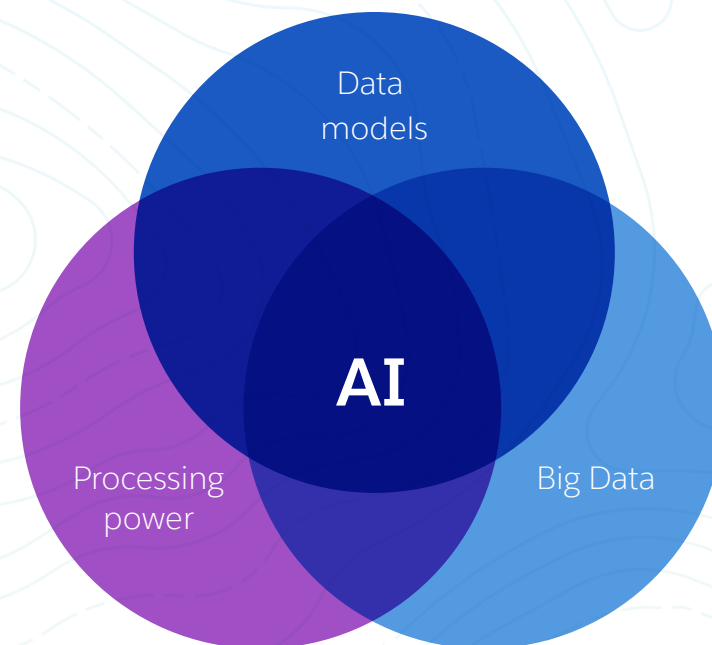 Data
models
AI
Processing
power
Big Data